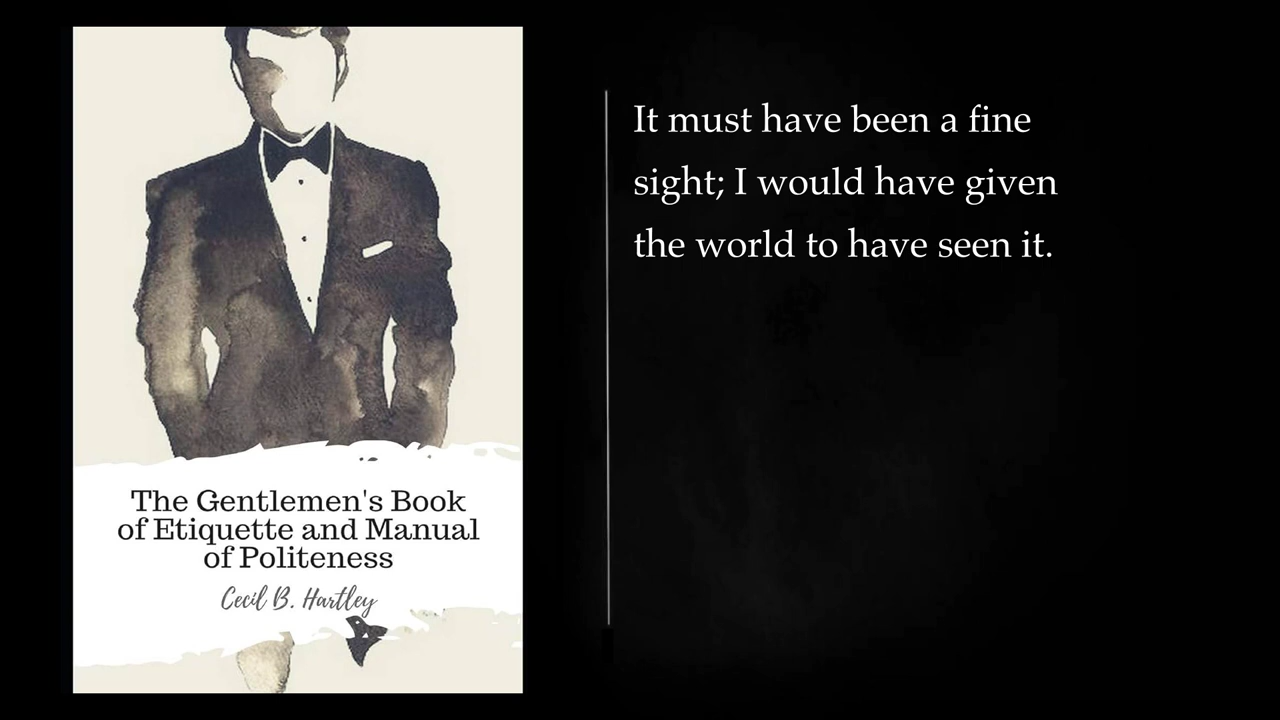 The Gentlemen's Book
of Etiquette and Manual
of Politeness
Cecil B. Hartley
It must have been a fine
sight; I would have given
the world to have seen it.